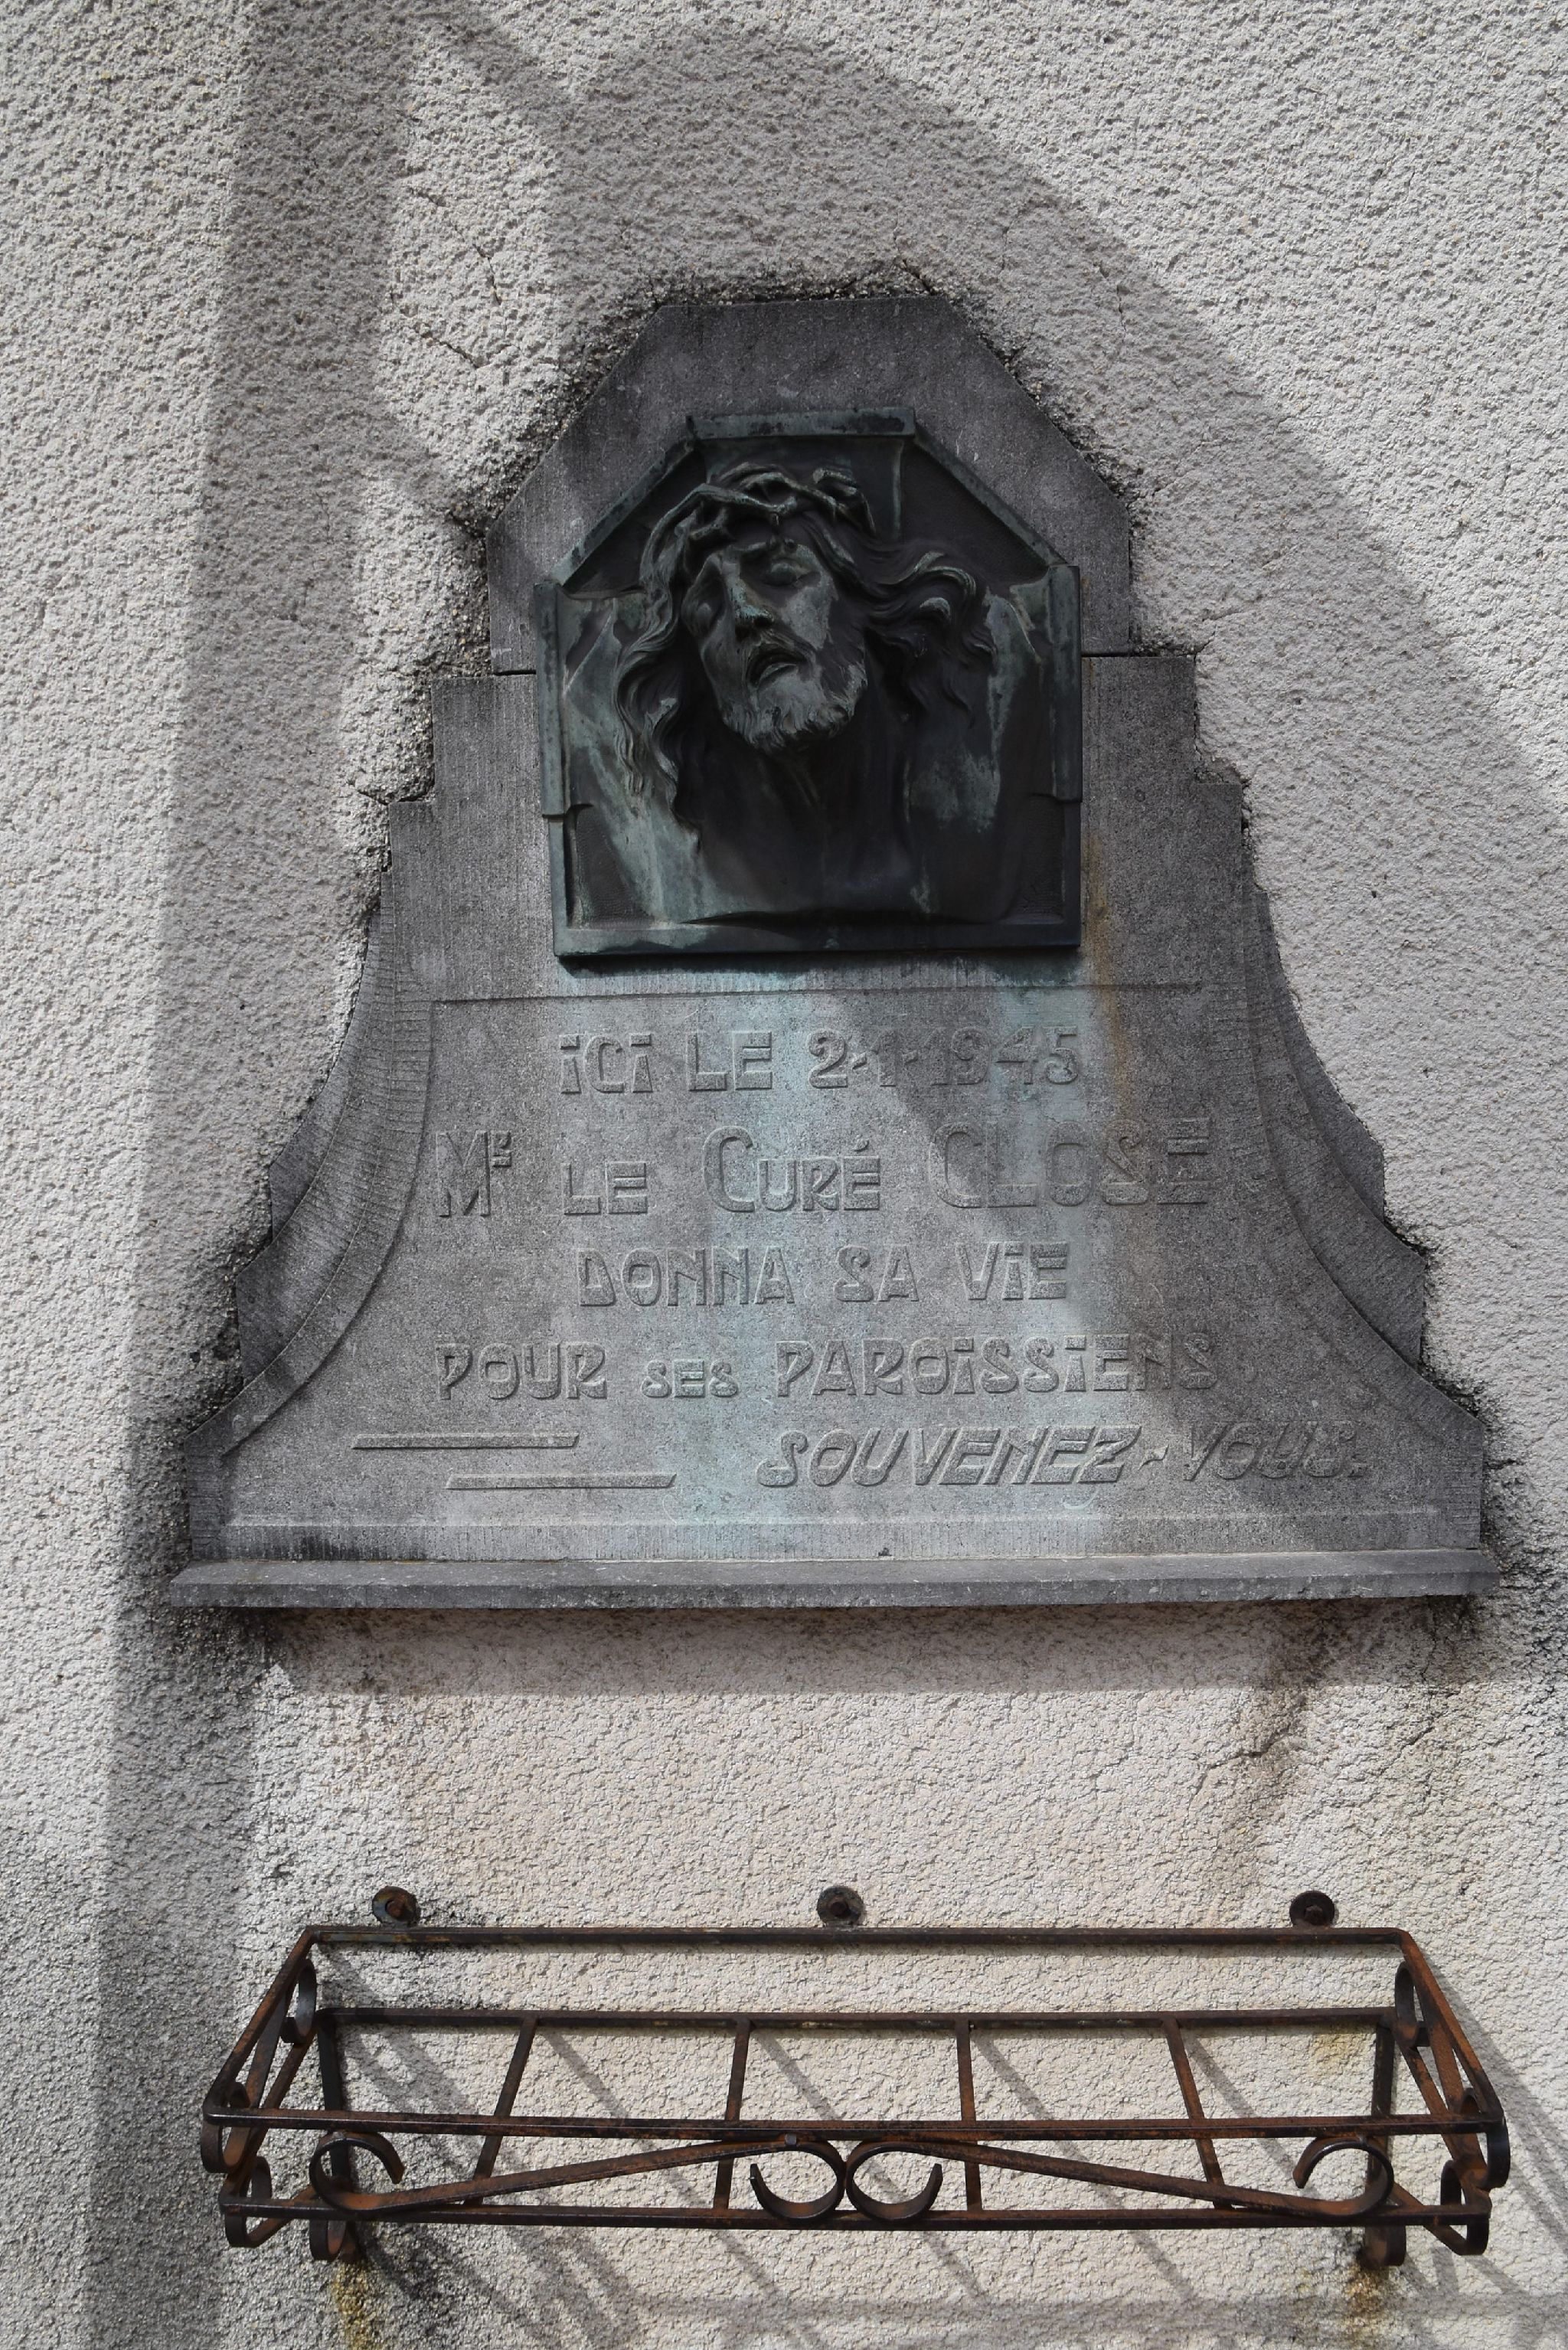 ICI LE 2-1-1945
Mr LE CURÉ CLOSE
DONNA SA VIE
POUR SES PAROISSIENS.
SOUVENEZ-VOUS.